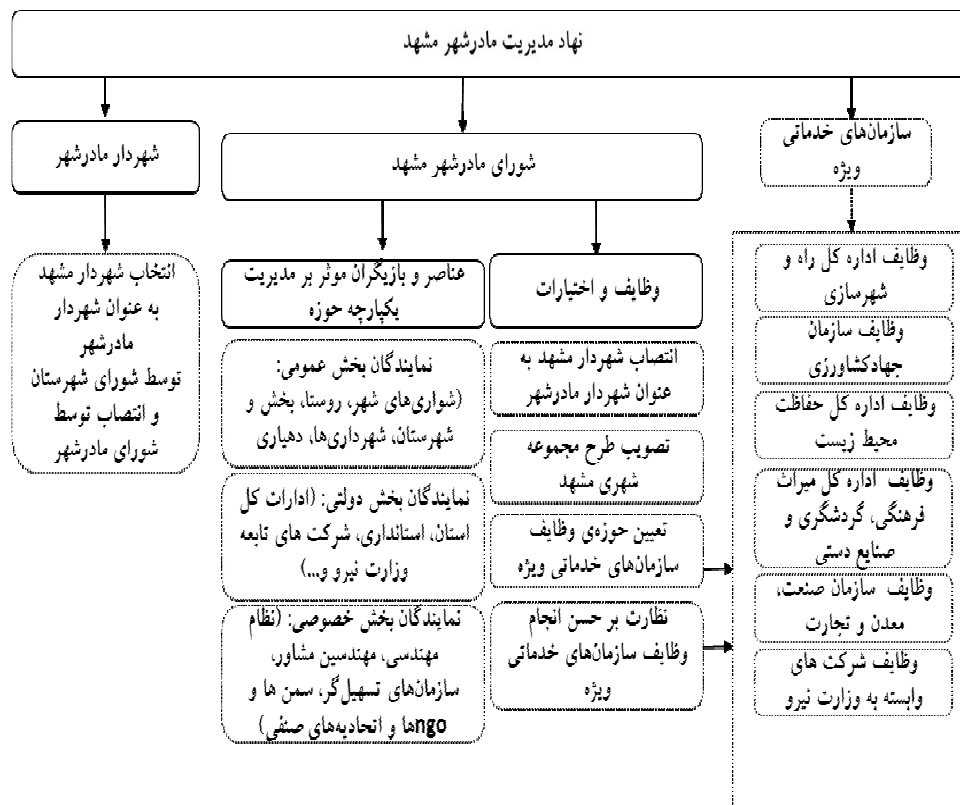 نهاد مدیریت مادرشهر مشهد
سازمان‌های خدماتی
ویژه
شورای مادرشهر مشهد
شهردار مادرشهر
وظایف اداره کل راه و
شهرسازی
وظایف سازمان
جهادکشاورزی
وظایف اداره کل حفاظت
محیط زیست
وظایف اداره کل میراث
فرهنگی، گردشگری و
صنایع دستی
وظایف سازمان صنعت،
معدن و تجارت
وظایف شرکت های
وابسته به وزارت نیرو
وظایف و اختیارات
انتصاب شهردار مشهد به
عنوان شهردار مادرشهر
تصویب طرح مجموعه
شهری مشهد
تعیین حوزه‌ی وظایف
سازمان‌های خدماتی ویژه
نظارت بر حسن انجام
وظایف سازمان‌های خدماتی
ویژه
عناصر و بازیگران موثر بر مدیریت
یکپارچه حوزه
نمایندگان بخش عمومی:
(شواری‌های شهر، روستا، بخش و
شهرستان، شهرداری‌ها، دهیاری
نمایندگان بخش دولتی: (ادارات کل
استان، استانداری، شرکت های تابعه
وزارت نیرو و...)
نمایندگان بخش خصوصی: (نظام
مهندسی، مهندسین مشاور،
سازمان‌های تسهیل‌گر، سمن ها و
ngoها و اتحادیه‌های صنفی)
انتخاب شهردار مشهد
به عنوان شهردار
مادرشهر
توسط شورای شهرستان
و انتصاب توسط
شورای مادرشهر